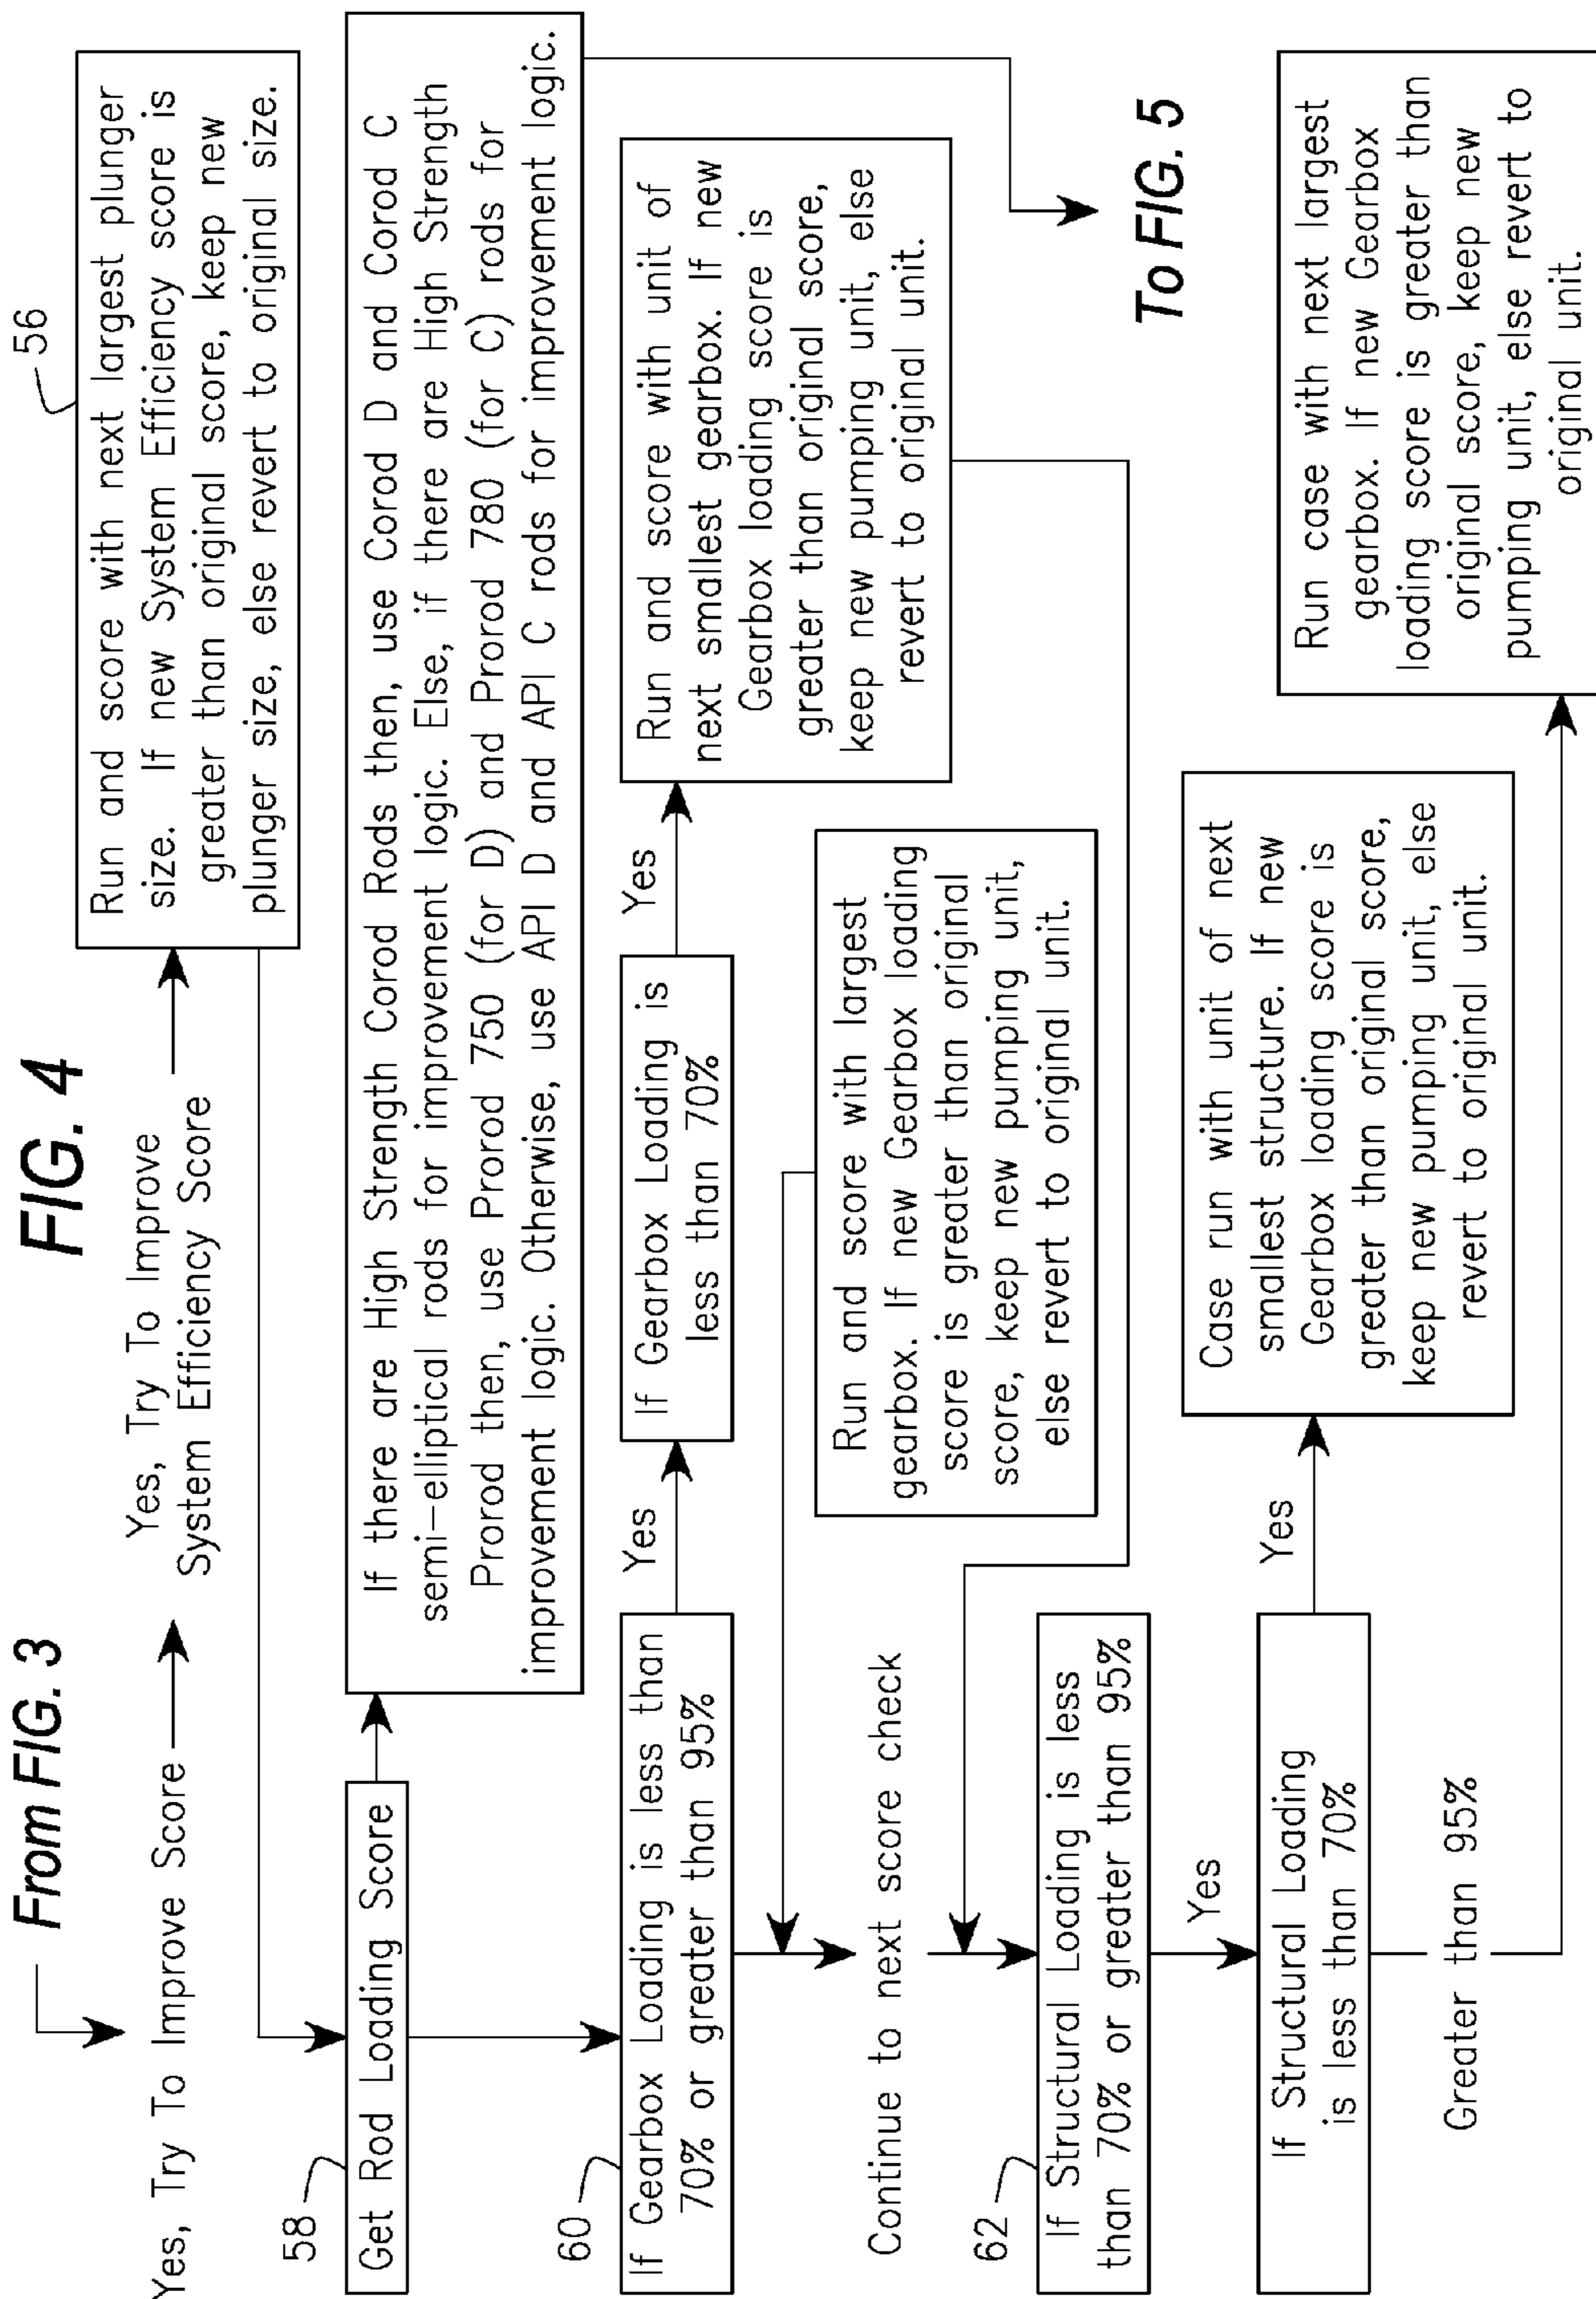 FIG. 4
From FIG. 3
Yes, Try To Improve Score
Yes, Try To Improve
System Efficiency Score
56
Run and score with next largest plunger
size. If new System Efficiency score is
greater than original score, keep new
plunger size, else revert to original size.
58
Get Rod Loading Score
If there are High Strength Corod Rods then, use Corod D and Corod C
semi-elliptical rods for improvement logic. Else, if there are High Strength
Prorod then, use Prorod 750 (for D) and Prorod 780 (for C) rods for
improvement logic. Otherwise, use API D and API C rods for improvement logic.
To FIG. 5
60
If Gearbox Loading is less than
70% or greater than 95%
Yes
If Gearbox Loading is
less than 70%
Yes
Run and score with unit of
next smallest gearbox. If new
Gearbox loading score is
greater than original score,
keep new pumping unit, else
revert to original unit.
Run and score with largest
gearbox. If new Gearbox loading
score is greater than original
score, keep new pumping unit,
else revert to original unit.
Continue to next score check
62
If Structural Loading is less
than 70% or greater than 95%
Yes
If Structural Loading
is less than 70%
Yes
Case run with unit of next
smallest structure. If new
Gearbox loading score is
greater than original score,
keep new pumping unit, else
revert to original unit.
Greater than 95%
Run case with next largest
gearbox. If new Gearbox
loading score is greater than
original score, keep new
pumping unit, else revert to
original unit.